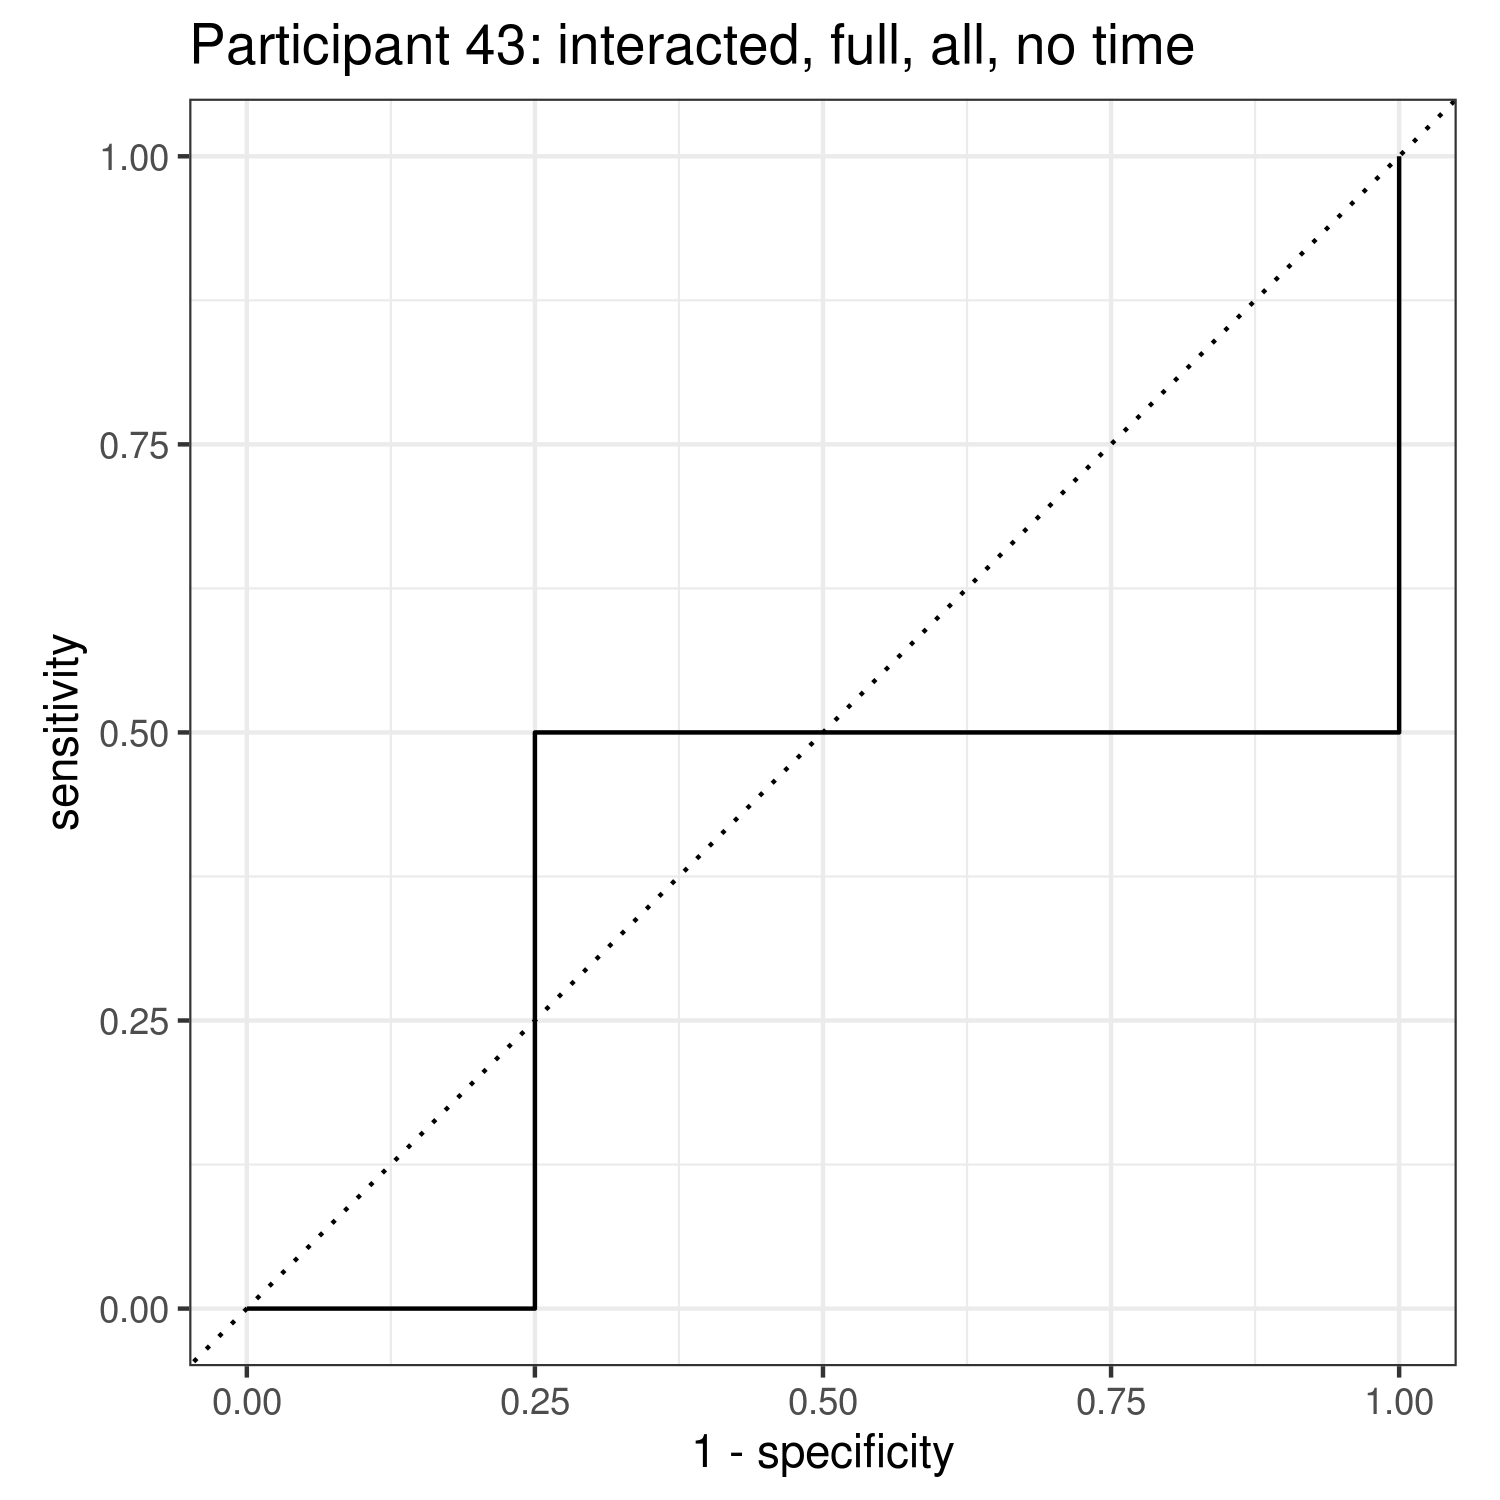 Participant 43: interacted, full, all, no time
1.00
0.75
0.50
0.25
0.00
sensitivity
0.00 0.25 0.50 0.75 1.00
1 - specificity